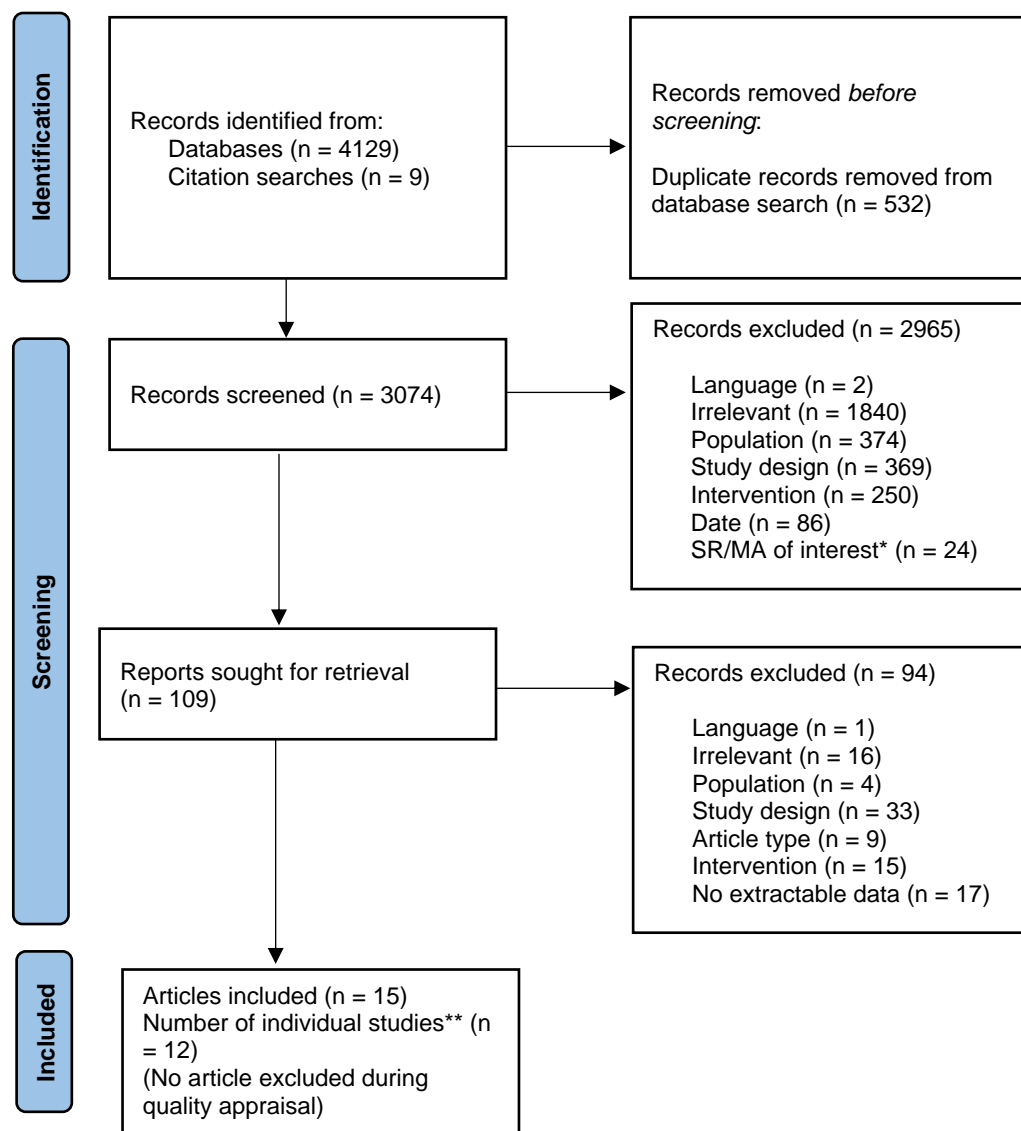 Identification
Records identified from:
Databases (n = 4129)
Citation searches (n = 9)
Records removed before
screening:
Duplicate records removed from
database search (n = 532)
Screening
Records screened (n = 3074)
Records excluded (n = 2965)
Language (n = 2)
Irrelevant (n = 1840)
Population (n = 374)
Study design (n = 369)
Intervention (n = 250)
Date (n = 86)
SR/MA of interest* (n = 24)
Reports sought for retrieval
(n = 109)
Records excluded (n = 94)
Language (n = 1)
Irrelevant (n = 16)
Population (n = 4)
Study design (n = 33)
Article type (n = 9)
Intervention (n = 15)
No extractable data (n = 17)
Included
Articles included (n = 15)
Number of individual studies** (n
= 12)
(No article excluded during
quality appraisal)